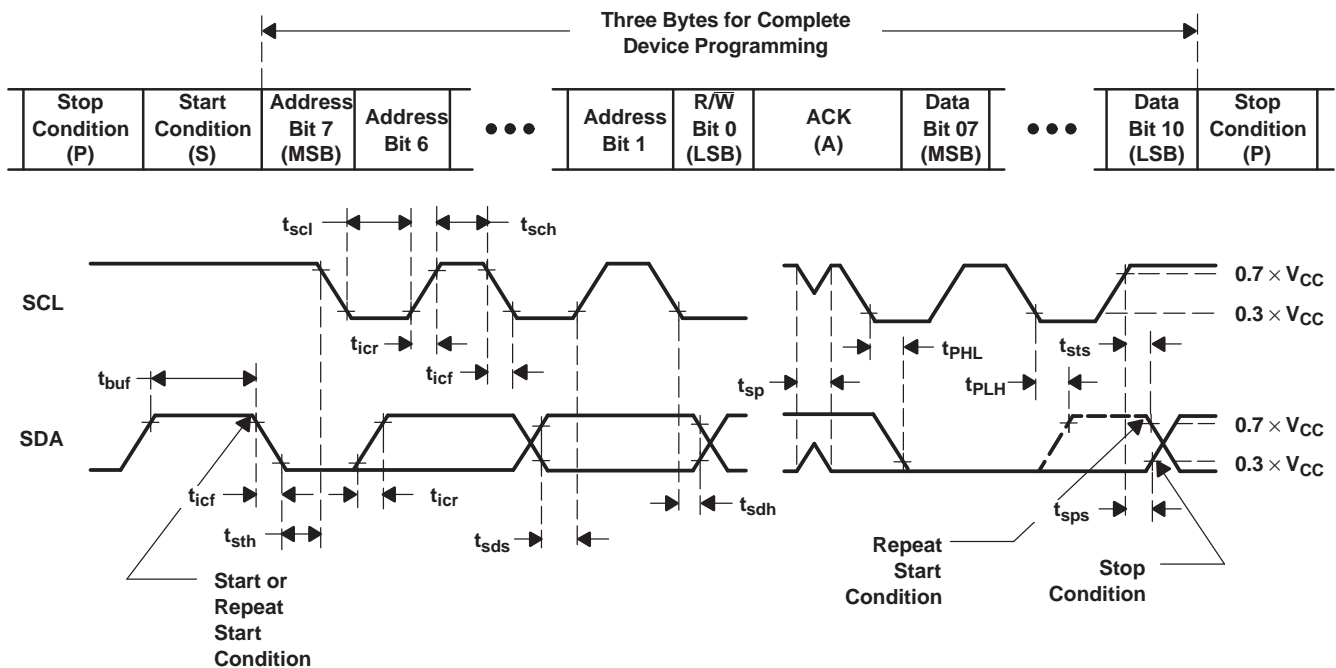 Three Bytes for Complete
Device Programming
Stop
Condition
(P)
Start
Condition
(S)
Address
Bit 7
(MSB)
Address
Bit 6
•••
Address
Bit 1
R/W̅
Bit 0
(LSB)
ACK
(A)
Data
Bit 07
(MSB)
•••
Data
Bit 10
(LSB)
Stop
Condition
(P)
tscl
tsch
SCL
0.7 × VCC
0.3 × VCC
ticr
ticf
tPHL
tsts
tbuf
tsp
tPLH
SDA
0.7 × VCC
0.3 × VCC
ticf
ticr
tsdh
tsps
tsth
tsds
Start or
Repeat
Start
Condition
Repeat
Start
Condition
Stop
Condition